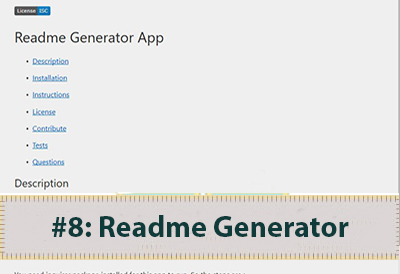 License ISC
Readme Generator App
Description
Installation
Instructions
License
Contribute
Tests
Questions
Description
#8: Readme Generator